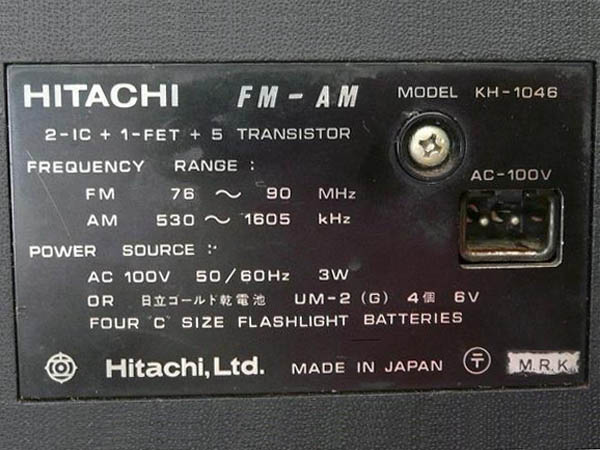 HITACHI FM-AM MODEL KH-1046
2-IC + 1-FET + 5 TRANSISTOR
FREQUENCY RANGE :
AC-100V
FM 76 ~ 90 MHz
AM 530 ~ 1605 kHz
POWER SOURCE :
AC 100V 50/60Hz 3W
OR 日立ゴールド乾電池 UM-2 (G) 4個 6V
FOUR "C" SIZE FLASHLIGHT BATTERIES
Hitachi, Ltd. MADE IN JAPAN 〒 M.R.K